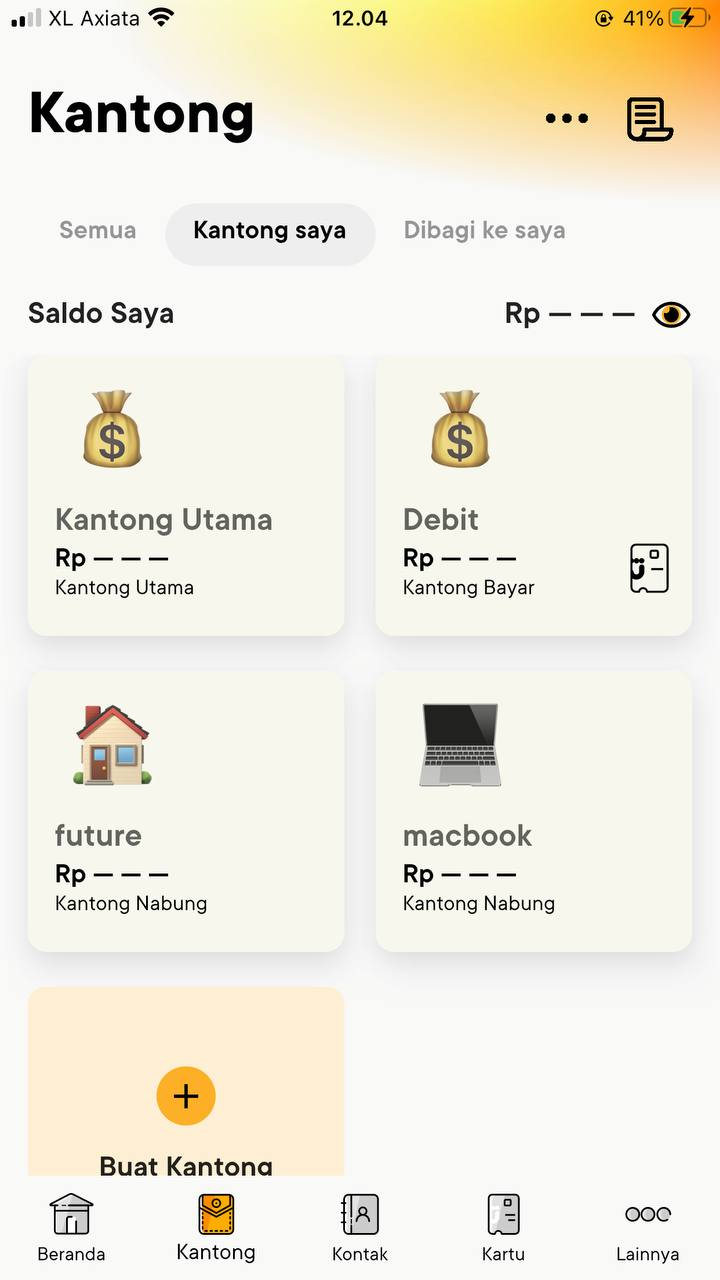 XL Axiata 12.04 41%
Kantong
Semua Kantong saya Dibagi ke saya
Saldo Saya Rp – – –
$ $
Kantong Utama
Rp – – –
Kantong Utama
Debit
Rp – – –
Kantong Bayar
future
Rp – – –
Kantong Nabung
macbook
Rp – – –
Kantong Nabung
+
Buat Kantong
Beranda Kantong Kontak Kartu Lainnya